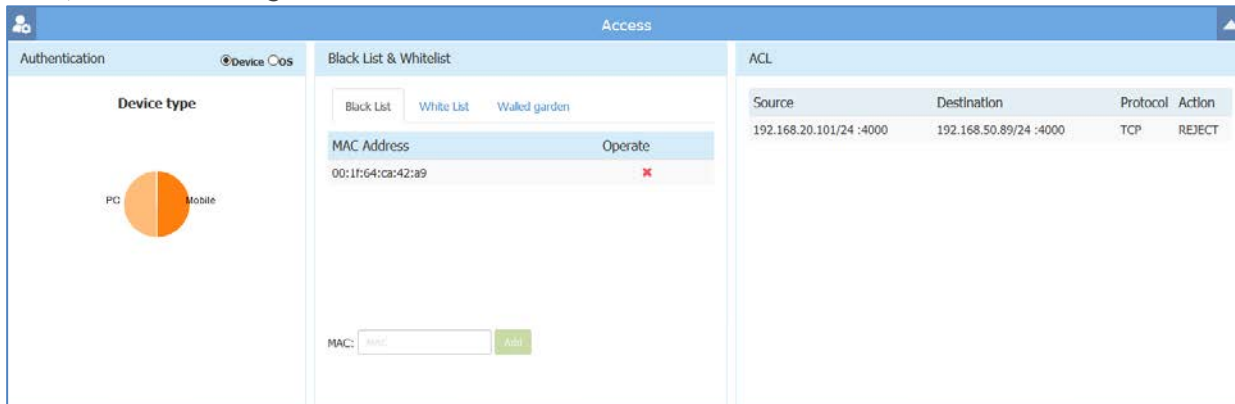 Access
Authentication
Device OS
Device type
PC
Mobile
Black List & Whitelist
Black List White List Walled garden
MAC Address Operate
00:1f:64:ca:42:a9
MAC: MAC Add
ACL
Source Destination Protocol Action
192.168.20.101/24 :4000 192.168.50.89/24 :4000 TCP REJECT